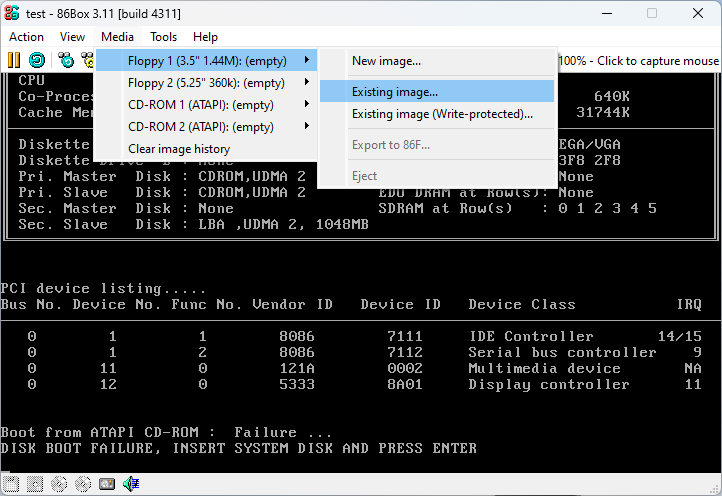 test - 86Box 3.11 [build 4311]
Action View Media Tools Help
100% - Click to capture mouse
Floppy 1 (3.5" 1.44M): (empty)
Floppy 2 (5.25" 360k): (empty)
CD-ROM 1 (ATAPI): (empty)
CD-ROM 2 (ATAPI): (empty)
Clear image history
New image...
Existing image...
Existing image (Write-protected)...
Export to 86F...
Eject
CPU
Co-Proces
640K
Cache Mem
31744K
Diskette
EGA/VGA
Diskette
3F8 2F8
Pri. Master Disk : CDROM,UDMA 2
None
Pri. Slave Disk : CDROM,UDMA 2 EDO DRAM at Row(s): None
Sec. Master Disk : None SDRAM at Row(s) : 0 1 2 3 4 5
Sec. Slave Disk : LBA ,UDMA 2, 1048MB
PCI device listing.....
Bus No. Device No. Func No. Vendor ID Device ID Device Class IRQ
0 1 1 8086 7111 IDE Controller 14/15
0 1 2 8086 7112 Serial bus controller 9
0 11 0 121A 0002 Multimedia device NA
0 12 0 5333 8A01 Display controller 11
Boot from ATAPI CD-ROM : Failure ...
DISK BOOT FAILURE, INSERT SYSTEM DISK AND PRESS ENTER